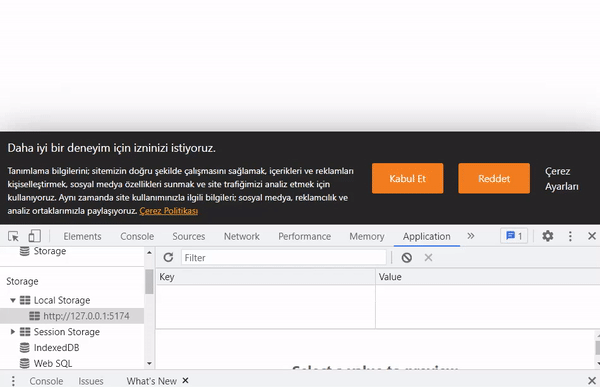 Daha iyi bir deneyim için izninizi istiyoruz.
Tanımlama bilgilerini; sitemizin doğru şekilde çalışmasını sağlamak, içerikleri ve reklamları
kişiselleştirmek, sosyal medya özellikleri sunmak ve site trafiğimizi analiz etmek için
kullanıyoruz. Aynı zamanda site kullanımınızla ilgili bilgileri; sosyal medya, reklamcılık ve
analiz ortaklarımızla paylaşıyoruz. Çerez Politikası
Kabul Et
Reddet
Çerez
Ayarları
Elements Console Sources Network Performance Memory Application 1
Storage
Filter
Key Value
Storage
Local Storage
http://127.0.0.1:5174
Session Storage
IndexedDB
Web SQL
Select a value to preview
Console Issues What's New